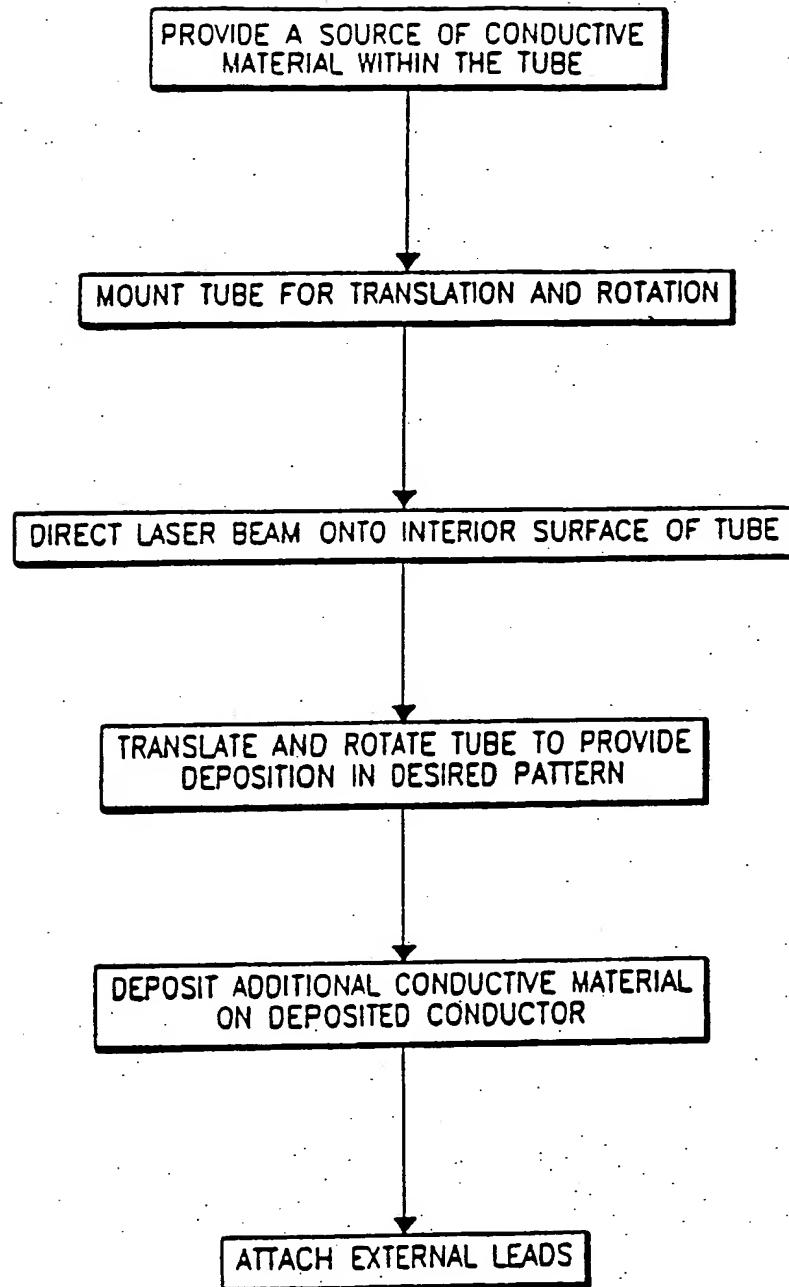 PROVIDE A SOURCE OF CONDUCTIVE
MATERIAL WITHIN THE TUBE
MOUNT TUBE FOR TRANSLATION AND ROTATION
DIRECT LASER BEAM ONTO INTERIOR SURFACE OF TUBE
TRANSLATE AND ROTATE TUBE TO PROVIDE
DEPOSITION IN DESIRED PATTERN
DEPOSIT ADDITIONAL CONDUCTIVE MATERIAL
ON DEPOSITED CONDUCTOR
ATTACH EXTERNAL LEADS